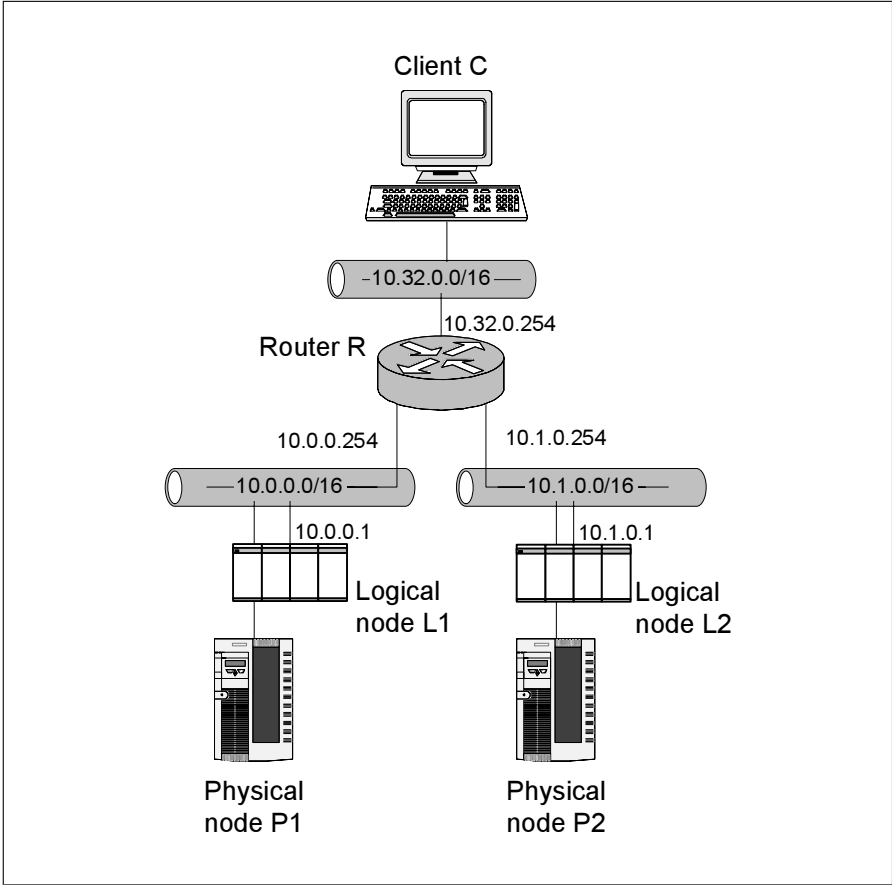 Client C
10.32.0.0/16
10.32.0.254
Router R
10.0.0.254
10.1.0.254
10.0.0.0/16
10.1.0.0/16
10.0.0.1
10.1.0.1
Logical
node L1
Logical
node L2
Physical
node P1
Physical
node P2